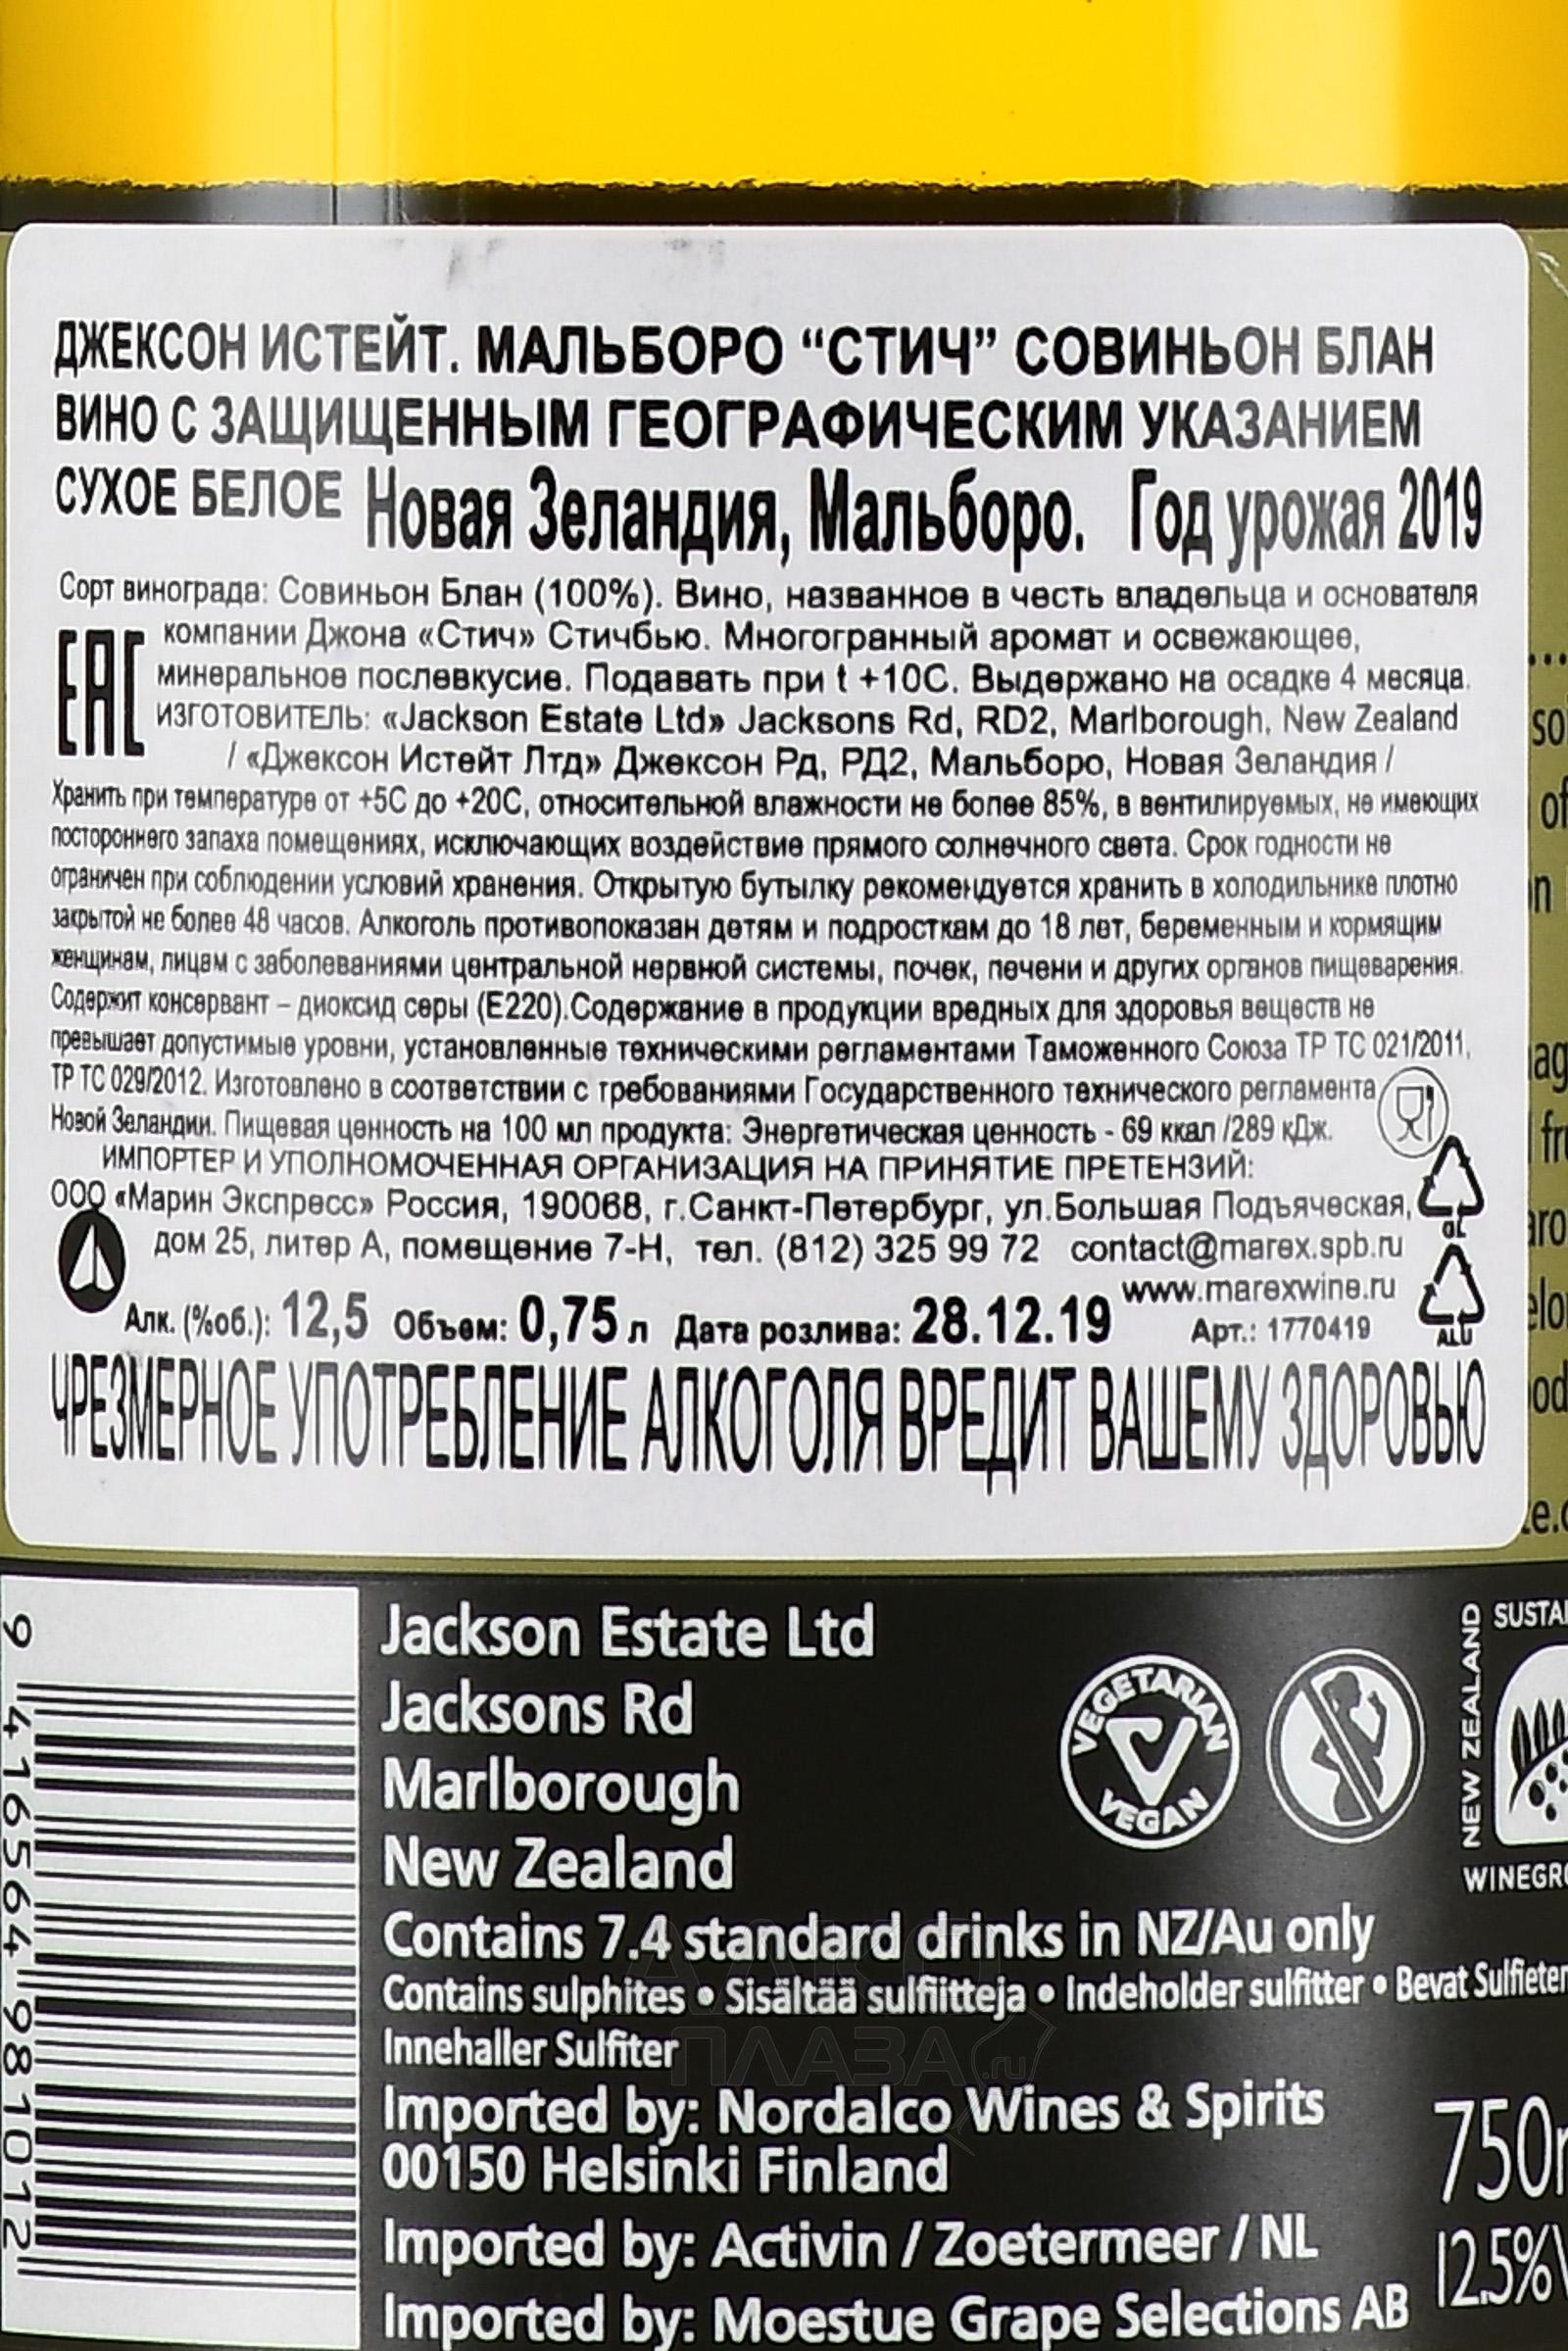 ДЖЕКСОН ИСТЕЙТ. МАЛЬБОРО “СТИЧ” СОВИНЬОН БЛАН
ВИНО С ЗАЩИЩЕННЫМ ГЕОГРАФИЧЕСКИМ УКАЗАНИЕМ
СУХОЕ БЕЛОЕ Новая Зеландия, Мальборо. Год урожая 2019
Сорт винограда: Совиньон Блан (100%). Вино, названное в честь владельца и основателя
компании Джона «Стич» Стичбью. Многогранный аромат и освежающее,
минеральное послевкусие. Подавать при t +10С. Выдержано на осадке 4 месяца.
EAC
ИЗГОТОВИТЕЛЬ: «Jackson Estate Ltd» Jacksons Rd, RD2, Marlborough, New Zealand
/ «Джексон Истейт Лтд» Джексон Рд, РД2, Мальборо, Новая Зеландия /
Хранить при температуре от +5С до +20С, относительной влажности не более 85%, в вентилируемых, не имеющих
постороннего запаха помещениях, исключающих воздействие прямого солнечного света. Срок годности не
ограничен при соблюдении условий хранения. Открытую бутылку рекомендуется хранить в холодильнике плотно
закрытой не более 48 часов. Алкоголь противопоказан детям и подросткам до 18 лет, беременным и кормящим
женщинам, лицам с заболеваниями центральной нервной системы, почек, печени и других органов пищеварения.
Содержит консервант – диоксид серы (Е220).Содержание в продукции вредных для здоровья веществ не
превышает допустимые уровни, установленные техническими регламентами Таможенного Союза ТР ТС 021/2011,
ТР ТС 029/2012. Изготовлено в соответствии с требованиями Государственного технического регламента
Новой Зеландии. Пищевая ценность на 100 мл продукта: Энергетическая ценность - 69 ккал /289 кДж.
ИМПОРТЕР И УПОЛНОМОЧЕННАЯ ОРГАНИЗАЦИЯ НА ПРИНЯТИЕ ПРЕТЕНЗИЙ:
ООО «Марин Экспресс» Россия, 190068, г.Санкт-Петербург, ул.Большая Подъяческая,
GL
дом 25, литер А, помещение 7-Н, тел. (812) 325 99 72 contact@marex.spb.ru
www.marexwine.ru
Алк. (%об.): 12,5 Объем: 0,75 л Дата розлива: 28.12.19 Арт.: 1770419
ALU
ЧРЕЗМЕРНОЕ УПОТРЕБЛЕНИЕ АЛКОГОЛЯ ВРЕДИТ ВАШЕМУ ЗДОРОВЬЮ
9 416564 981012
Jackson Estate Ltd
Jacksons Rd
Marlborough
New Zealand
VEGETARIAN
VEGAN
NEW ZEALAND
Contains 7.4 standard drinks in NZ/Au only
Contains sulphites • Sisältää sulfiitteja • Indeholder sulfitter • Bevat Sulfieten
Innehaller Sulfiter
АЛКО
ПЛАЗА.ru
Imported by: Nordalco Wines & Spirits
00150 Helsinki Finland
Imported by: Activin / Zoetermeer / NL
Imported by: Moestue Grape Selections AB
750
12.5%